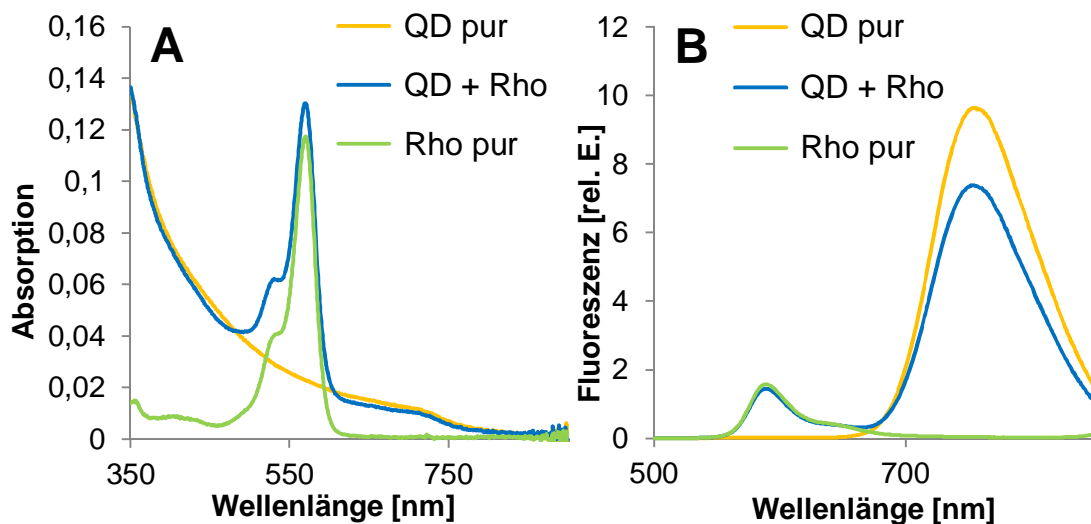 A
QD pur
QD + Rho
Rho pur
Absorption
0,16
0,14
0,12
0,1
0,08
0,06
0,04
0,02
0
350
550
750
Wellenlänge [nm]
B
QD pur
QD + Rho
Rho pur
Fluoreszenz [rel. E.]
12
10
8
6
4
2
0
500
700
Wellenlänge [nm]